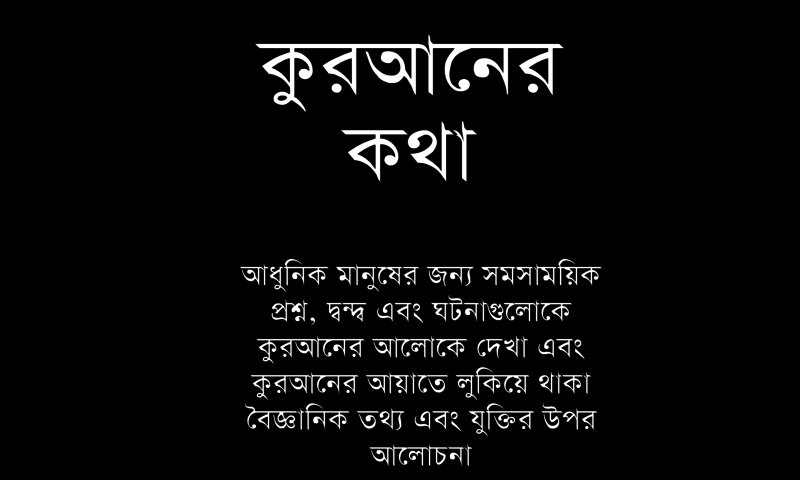 কুরআনের
কথা
আধুনিক মানুষের জন্য সমসাময়িক
প্রশ্ন, দ্বন্দ্ব এবং ঘটনাগুলোকে
কুরআনের আলোকে দেখা এবং
কুরআনের আয়াতে লুকিয়ে থাকা
বৈজ্ঞানিক তথ্য এবং যুক্তির উপর
আলোচনা